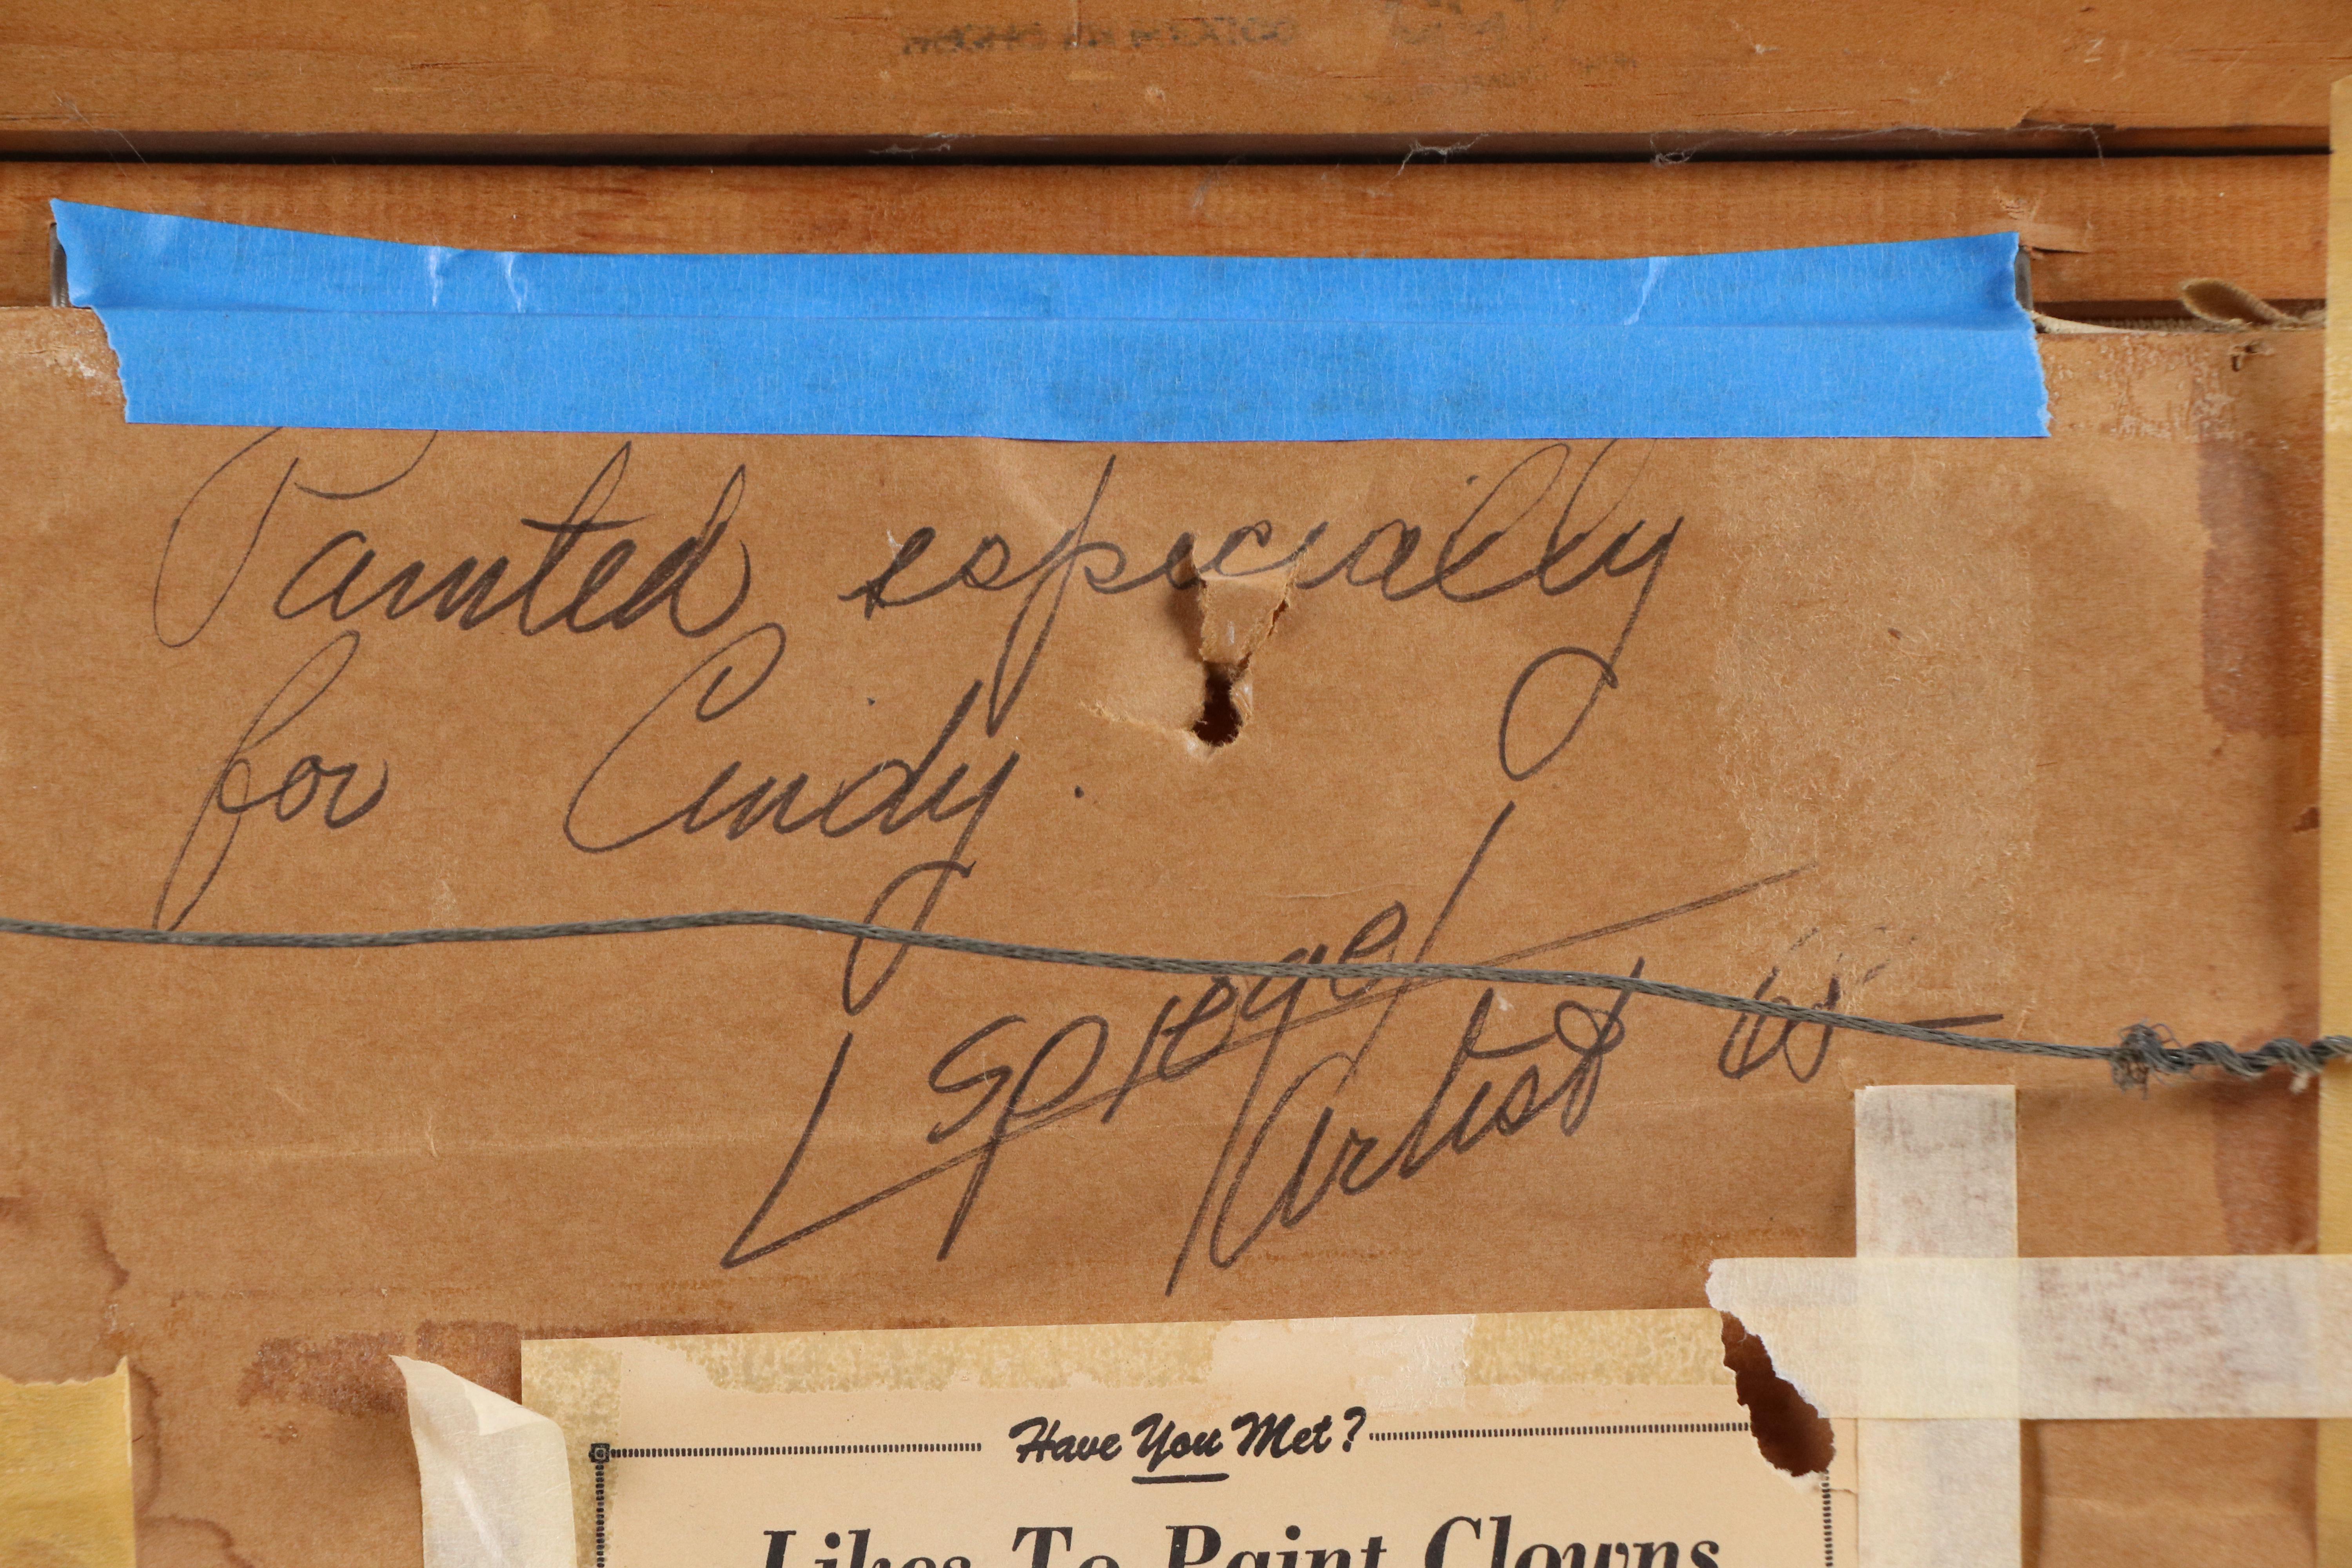 Painted especially
for Cindy.
L Spiegel
Artist
Have You Met?
Likes To Paint Clowns